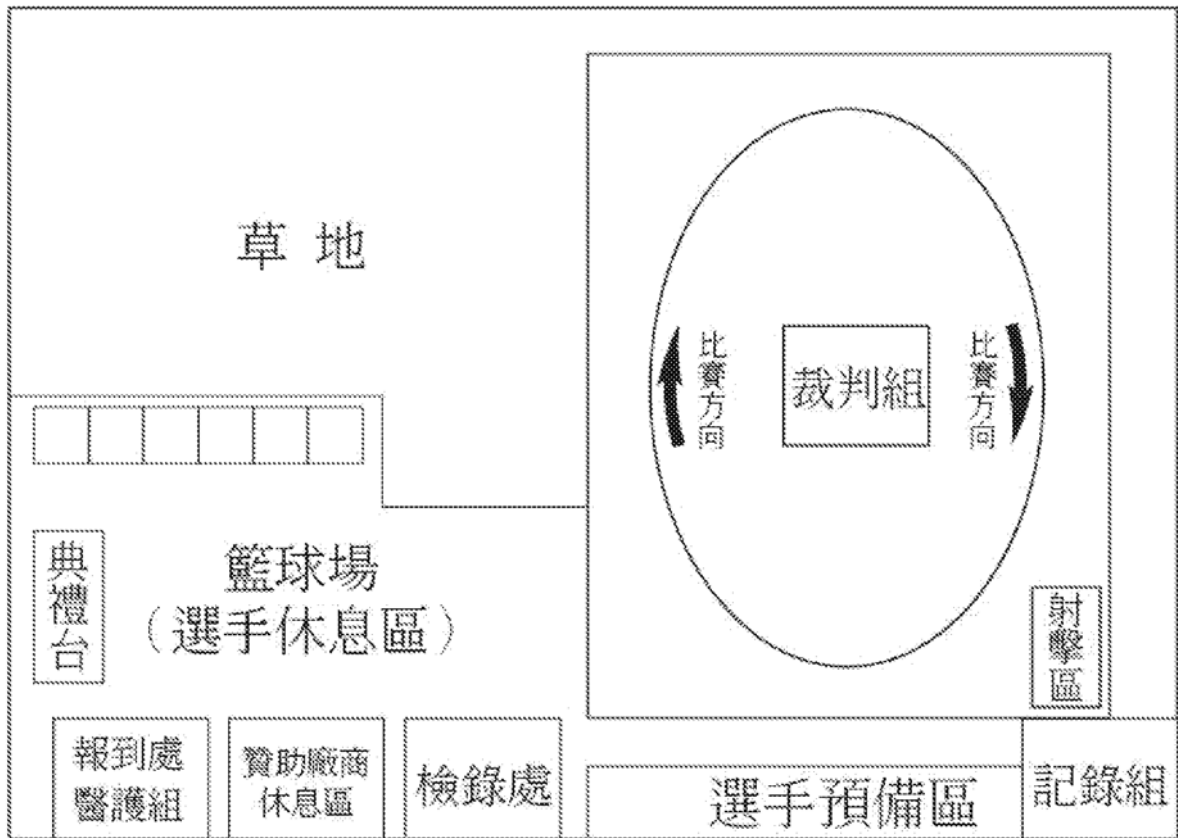 草地
比賽方向
裁判組
比賽方向
典禮台
籃球場
（選手休息區）
射擊區
報到處
醫護組
贊助廠商
休息區
檢錄處
選手預備區
記錄組